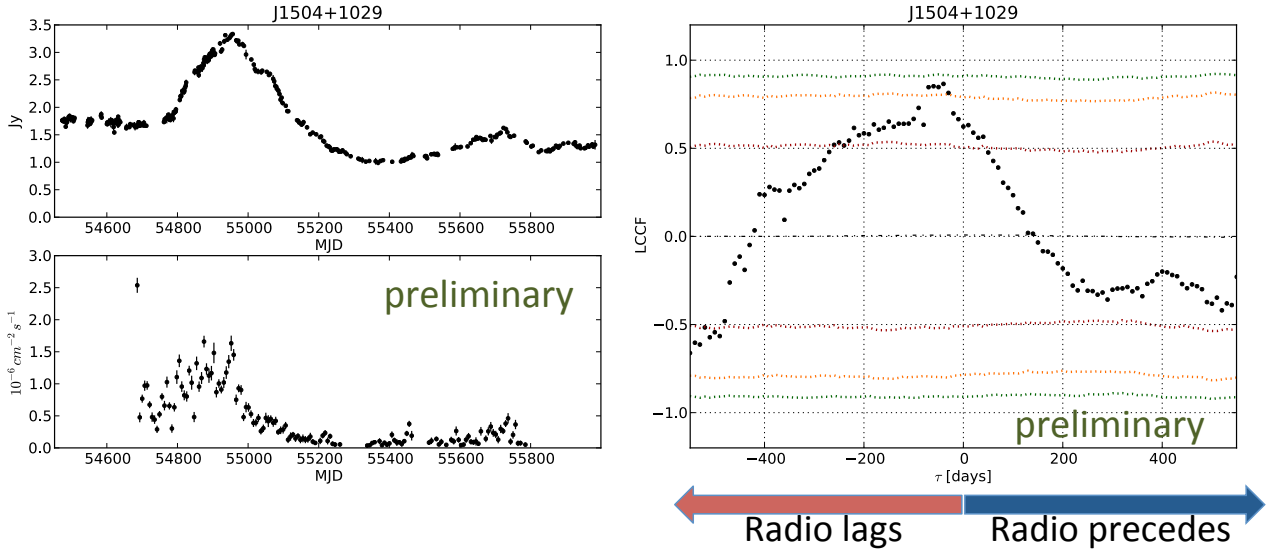 J1504+1029
3.5
3.0
2.5
2.0
1.5
1.0
0.5
0.0
Jy
54600 54800 55000 55200 55400 55600 55800
MJD
3.0
2.5
2.0
1.5
1.0
0.5
0.0
10⁻⁶ cm⁻² s⁻¹
preliminary
54600 54800 55000 55200 55400 55600 55800
MJD
J1504+1029
1.0
0.5
0.0
−0.5
−1.0
LCCF
preliminary
−400 −200 0 200 400
τ [days]
Radio lags Radio precedes